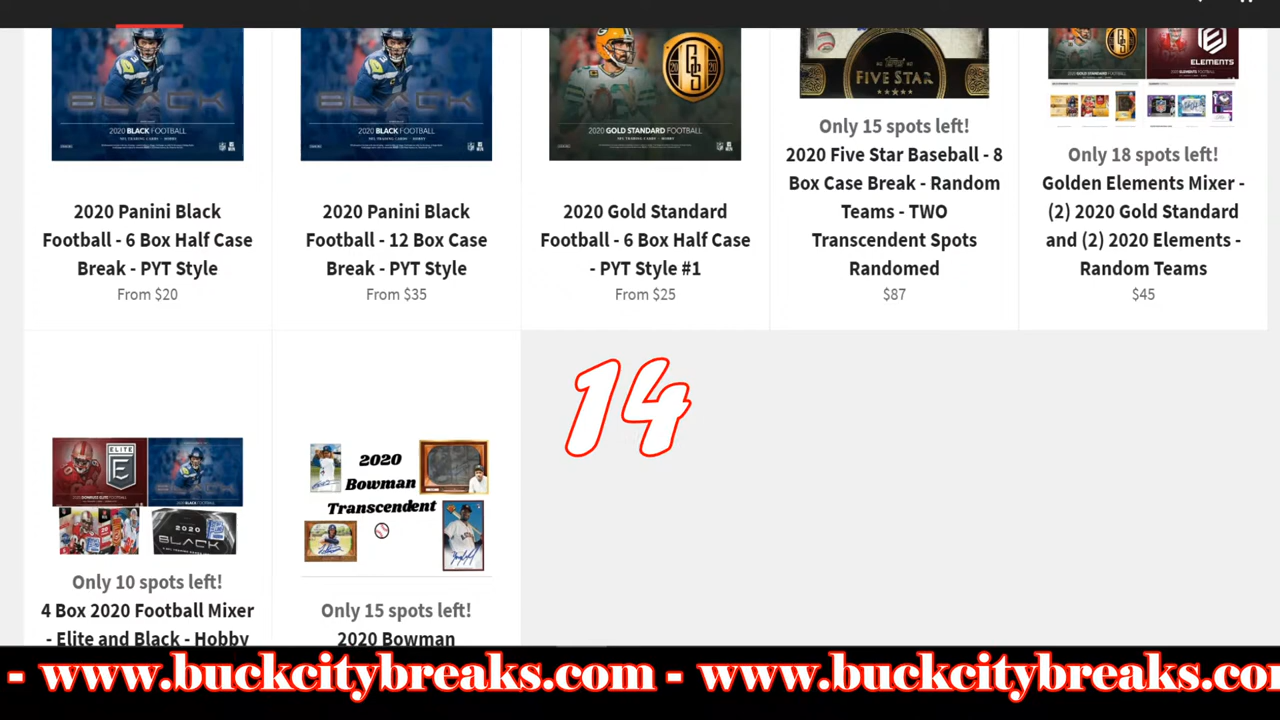 BLACK
BLACK
GS
FIVE STAR
ELEMENTS
2020 BLACK FOOTBALL
2020 BLACK FOOTBALL
2020 GOLD STANDARD FOOTBALL
Only 15 spots left!
Only 18 spots left!
2020 Panini Black
Football - 6 Box Half Case
Break - PYT Style
From $20
2020 Panini Black
Football - 12 Box Case
Break - PYT Style
From $35
2020 Gold Standard
Football - 6 Box Half Case
- PYT Style #1
From $25
2020 Five Star Baseball - 8
Box Case Break - Random
Teams - TWO
Transcendent Spots
Randomed
$87
Golden Elements Mixer -
(2) 2020 Gold Standard
and (2) 2020 Elements -
Random Teams
$45
14
ELITE
2020
BLACK
2020
Bowman
Transcendent
Only 10 spots left!
4 Box 2020 Football Mixer
- Elite and Black - Hobby
Only 15 spots left!
2020 Bowman
- www.buckcitybreaks.com - www.buckcitybreaks.co